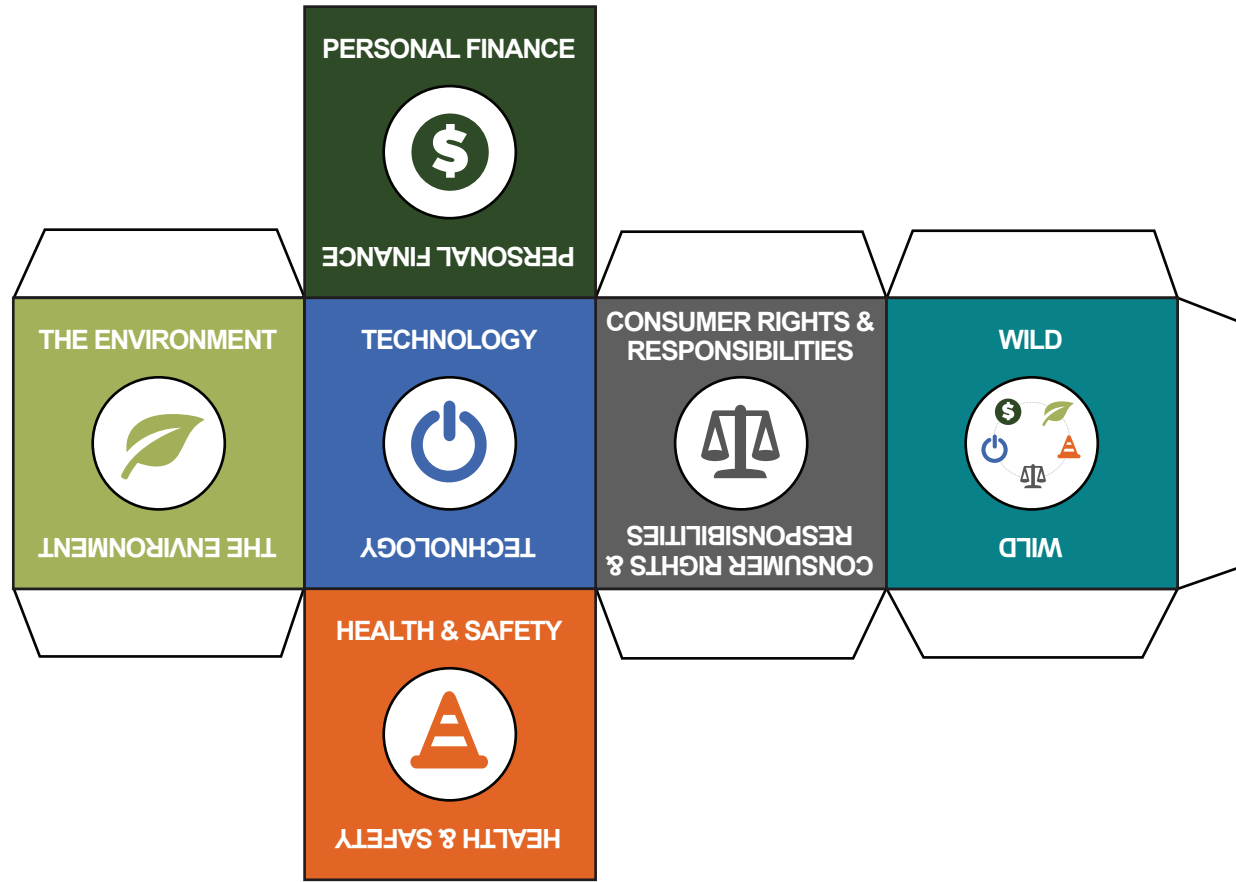 PERSONAL FINANCE
$
PERSONAL FINANCE
THE ENVIRONMENT
THE ENVIRONMENT
TECHNOLOGY
TECHNOLOGY
CONSUMER RIGHTS &
RESPONSIBILITIES
CONSUMER RIGHTS &
RESPONSIBILITIES
WILD
$
WILD
HEALTH & SAFETY
HEALTH & SAFETY